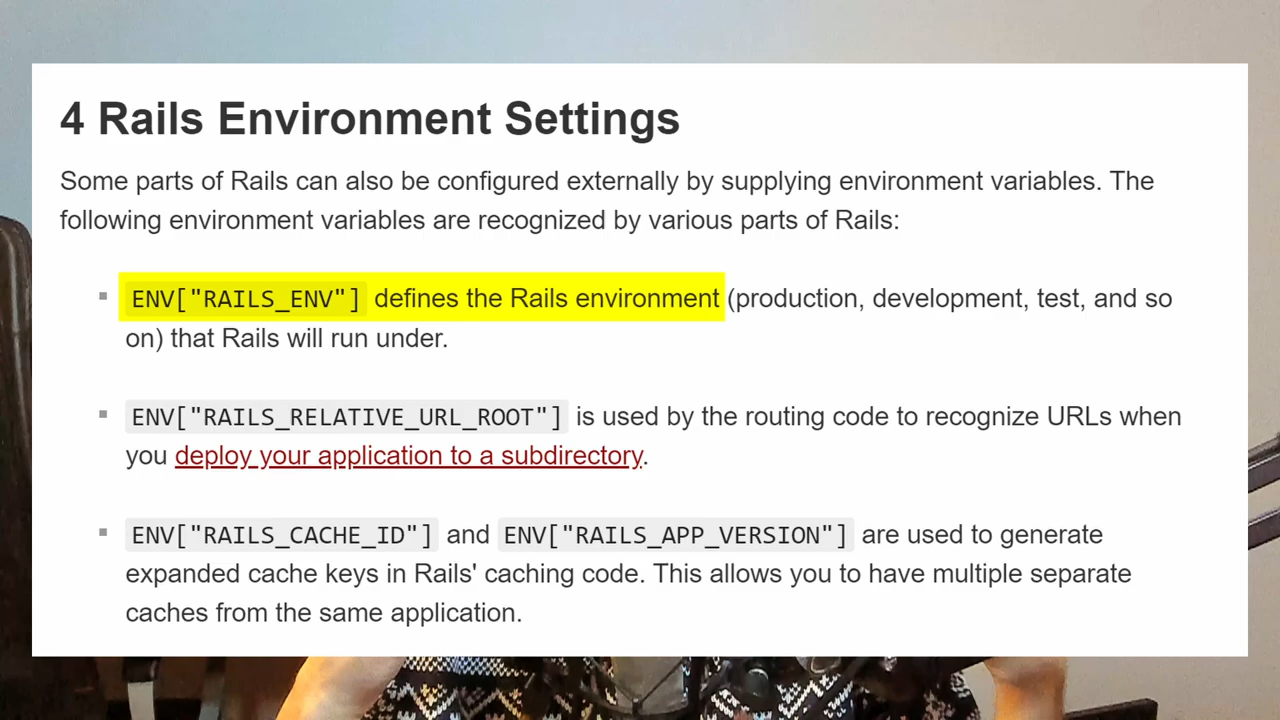 4 Rails Environment Settings
Some parts of Rails can also be configured externally by supplying environment variables. The
following environment variables are recognized by various parts of Rails:
ENV["RAILS_ENV"] defines the Rails environment (production, development, test, and so
on) that Rails will run under.
ENV["RAILS_RELATIVE_URL_ROOT"] is used by the routing code to recognize URLs when
you deploy your application to a subdirectory.
ENV["RAILS_CACHE_ID"] and ENV["RAILS_APP_VERSION"] are used to generate
expanded cache keys in Rails' caching code. This allows you to have multiple separate
caches from the same application.